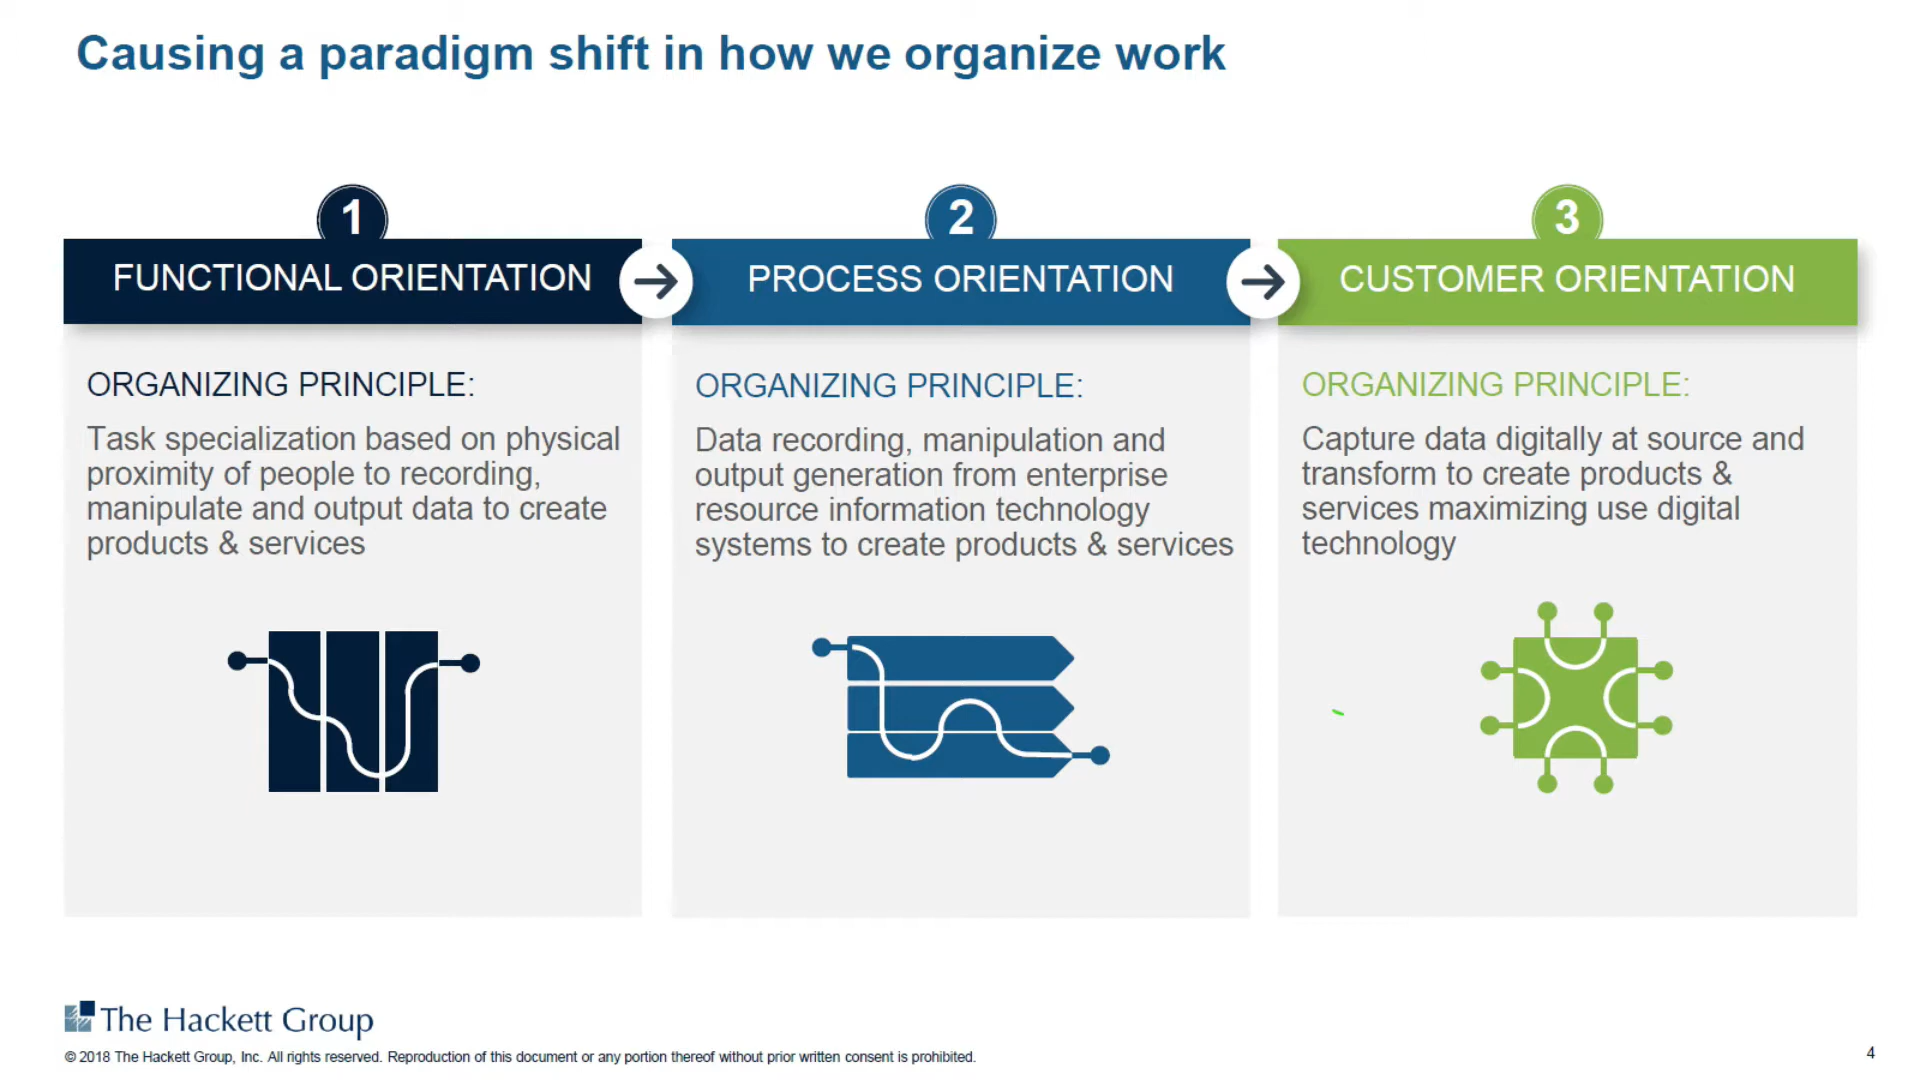 Causing a paradigm shift in how we organize work
1
FUNCTIONAL ORIENTATION
ORGANIZING PRINCIPLE:
Task specialization based on physical
proximity of people to recording,
manipulate and output data to create
products & services
2
PROCESS ORIENTATION
ORGANIZING PRINCIPLE:
Data recording, manipulation and
output generation from enterprise
resource information technology
systems to create products & services
3
CUSTOMER ORIENTATION
ORGANIZING PRINCIPLE:
Capture data digitally at source and
transform to create products &
services maximizing use digital
technology
The Hackett Group
© 2018 The Hackett Group, Inc. All rights reserved. Reproduction of this document or any portion thereof without prior written consent is prohibited.
4